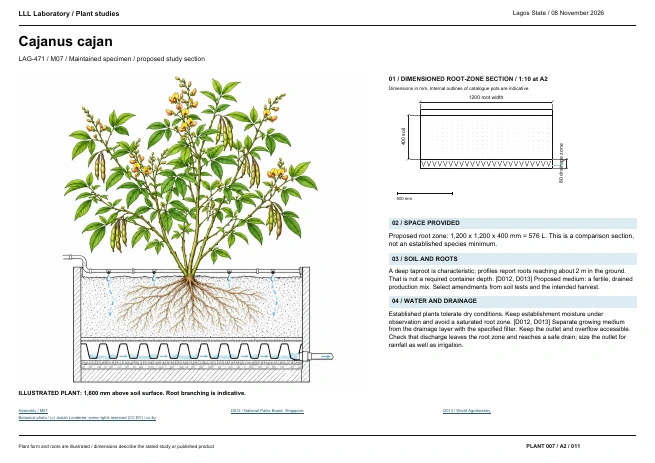 LLL Laboratory / Plant studies
Lagos State / 08 November 2026
Cajanus cajan
LAG-471 / M07 / Maintained specimen / proposed study section
01 / DIMENSIONED ROOT-ZONE SECTION / 1:10 at A2
Dimensions in mm. Internal outlines of catalogue pots are indicative.
1200 root width
400 soil
80 drainage zone
500 mm
02 / SPACE PROVIDED
Proposed root zone: 1,200 x 1,200 x 400 mm = 576 L. This is a comparison section,
not an established species minimum.
03 / SOIL AND ROOTS
A deep taproot is characteristic; profiles report roots reaching about 2 m in the ground.
That is not a required container depth. [D012, D013] Proposed medium: a fertile, drained
production mix. Select amendments from soil tests and the intended harvest.
04 / WATER AND DRAINAGE
Established plants tolerate dry conditions. Keep establishment moisture under
observation and avoid a saturated root zone. [D012, D013] Separate growing medium
from the drainage layer with the specified filter. Keep the outlet and overflow accessible.
Check that discharge leaves the root zone and reaches a safe drain; size the outlet for
rainfall as well as irrigation.
ILLUSTRATED PLANT: 1,600 mm above soil surface. Root branching is indicative.
Assembly / M07
D012 / National Parks Board, Singapore
D013 / World Agroforestry
Botanical photo / (c) Josiah Londerée, some rights reserved (CC BY) / cc-by
Plant form and roots are illustrated / dimensions describe the stated study or published product
PLANT 007 / A2 / 011